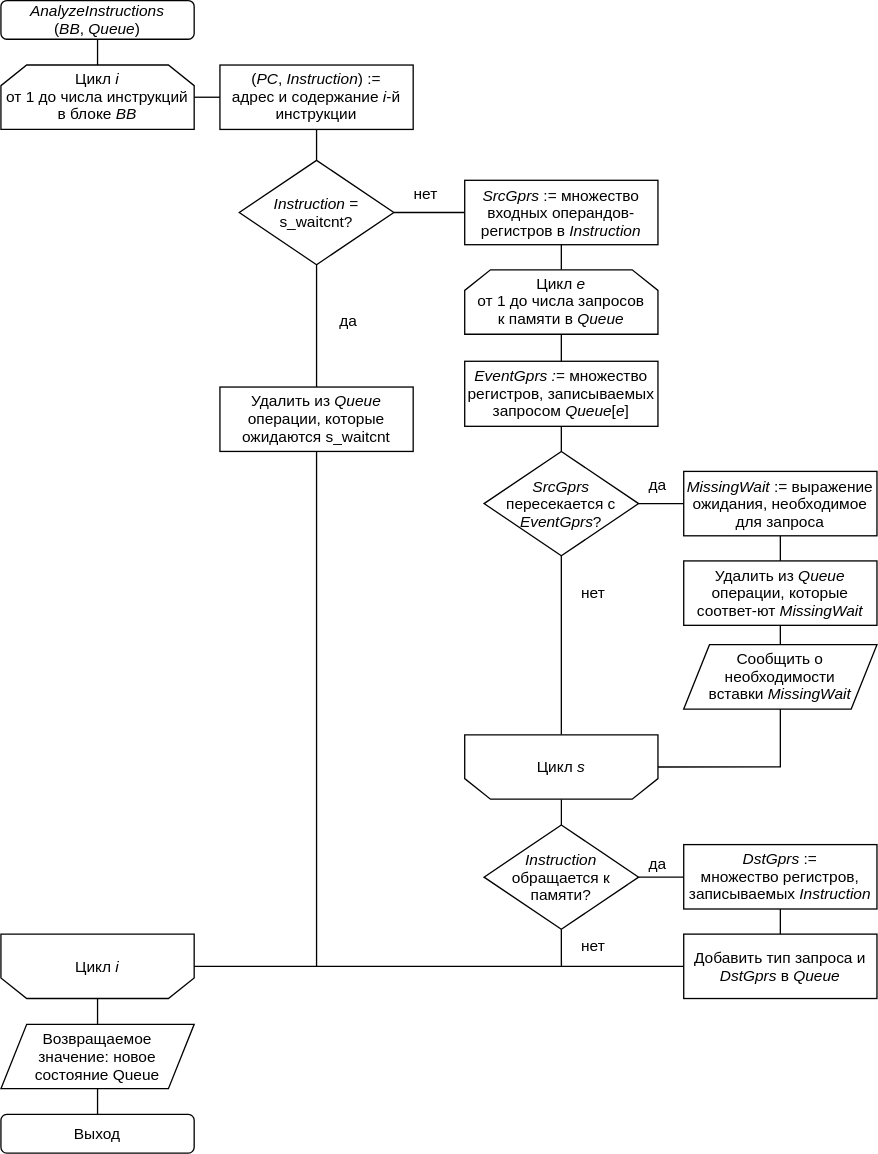 AnalyzeInstructions
(BB, Queue)
Цикл i
от 1 до числа инструкций
в блоке BB
(PC, Instruction) :=
адрес и содержание i-й
инструкции
Instruction =
s_waitcnt?
нет
SrcGprs := множество
входных операндов-
регистров в Instruction
Цикл e
от 1 до числа запросов
к памяти в Queue
да
EventGprs := множество
регистров, записываемых
запросом Queue[e]
Удалить из Queue
операции, которые
ожидаются s_waitcnt
SrcGprs
пересекается с
EventGprs?
да
MissingWait := выражение
ожидания, необходимое
для запроса
нет
Удалить из Queue
операции, которые
соответ-ют MissingWait
Сообщить о
необходимости
вставки MissingWait
Цикл s
Instruction
обращается к
памяти?
да
DstGprs :=
множество регистров,
записываемых Instruction
нет
Добавить тип запроса и
DstGprs в Queue
Цикл i
Возвращаемое
значение: новое
состояние Queue
Выход